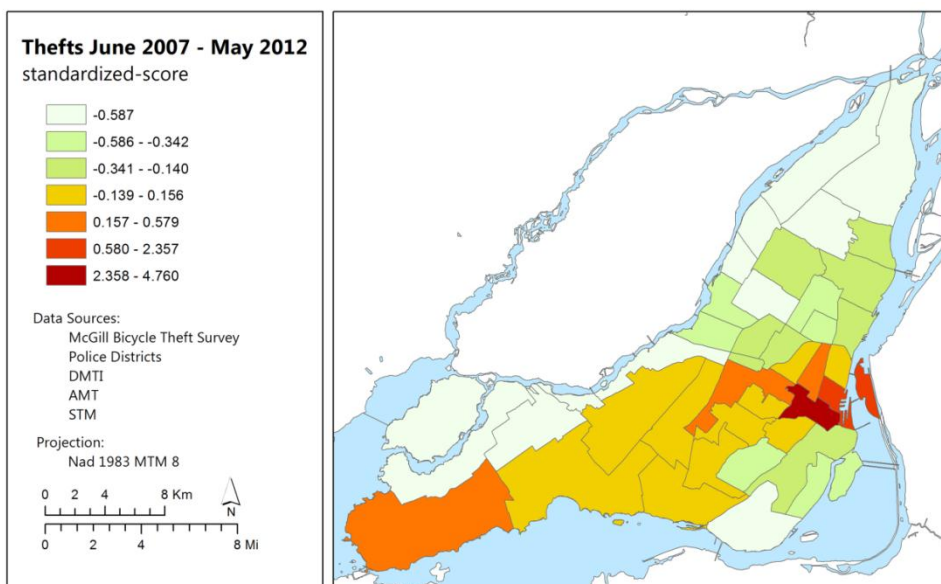 Thefts June 2007 - May 2012
standardized-score
-0.587
-0.586 - -0.342
-0.341 - -0.140
-0.139 - 0.156
0.157 - 0.579
0.580 - 2.357
2.358 - 4.760
Data Sources:
McGill Bicycle Theft Survey
Police Districts
DMTI
AMT
STM
Projection:
Nad 1983 MTM 8
0 2 4 8 Km
N
0 2 4 8 Mi